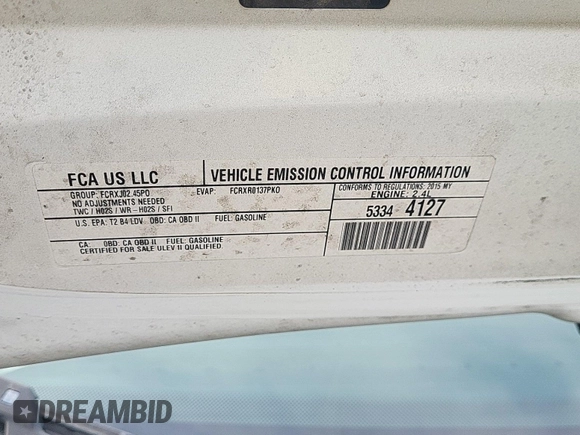 FCA US LLC
VEHICLE EMISSION CONTROL INFORMATION
GROUP: FCRXJ02.45P0
EVAP: FCRXR0137PK0
CONFORMS TO REGULATIONS: 2015 MY
NO ADJUSTMENTS NEEDED
ENGINE: 2.4L
TWC / HO2S / WR-HO2S / SFI
5334 4127
U.S. EPA: T2 B4 LDV OBD: CA OBD II FUEL: GASOLINE
CA OBD: CA OBD II FUEL: GASOLINE
CERTIFIED FOR SALE ULEV II QUALIFIED
DREAMBID